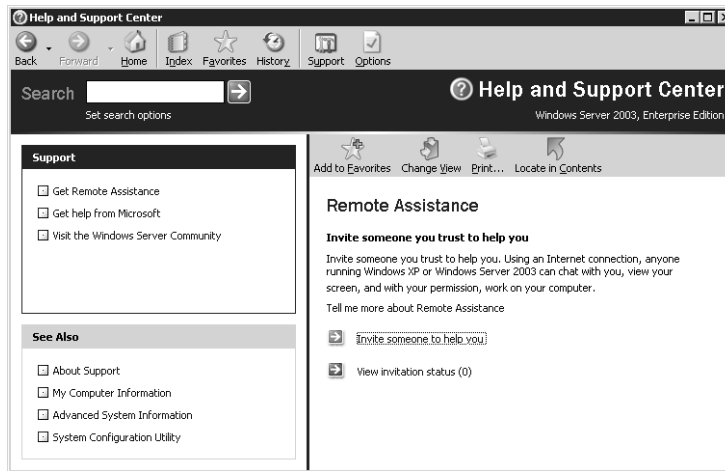 Help and Support Center
Back Forward Home Index Favorites History Support Options
Search
Set search options
Help and Support Center
Windows Server 2003, Enterprise Edition
Support
Get Remote Assistance
Get help from Microsoft
Visit the Windows Server Community
See Also
About Support
My Computer Information
Advanced System Information
System Configuration Utility
Add to Favorites Change View Print... Locate in Contents
Remote Assistance
Invite someone you trust to help you
Invite someone you trust to help you. Using an Internet connection, anyone
running Windows XP or Windows Server 2003 can chat with you, view your
screen, and with your permission, work on your computer.
Tell me more about Remote Assistance
Invite someone to help you
View invitation status (0)